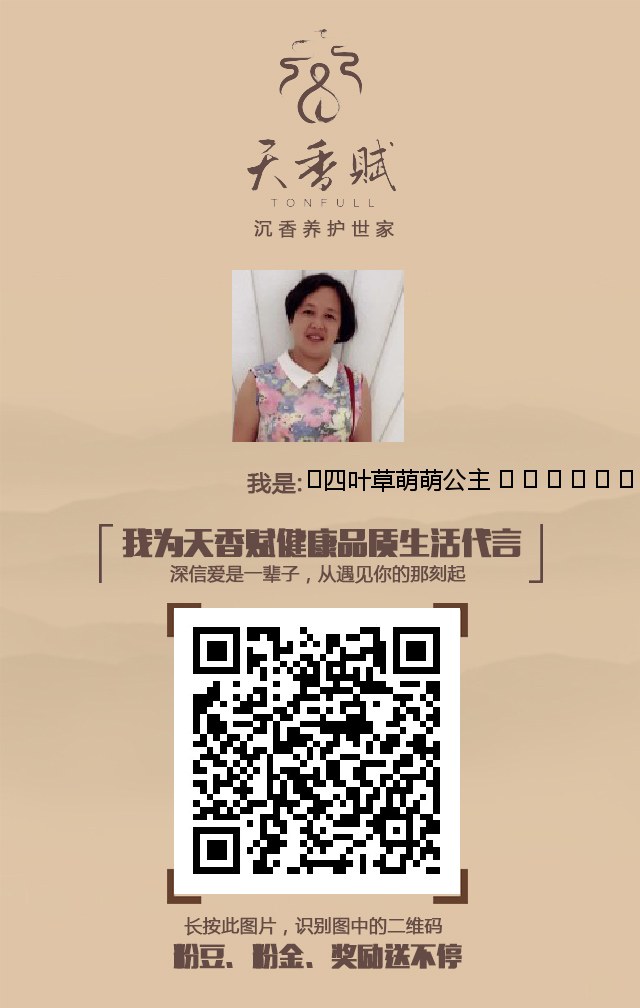 天香赋
TONFULL
沉香养护世家
我是:□四叶草萌萌公主 □ □ □ □ □ □
我为天香赋健康品质生活代言
深信爱是一辈子，从遇见你的那刻起
长按此图片，识别图中的二维码
粉豆、粉金、奖励送不停